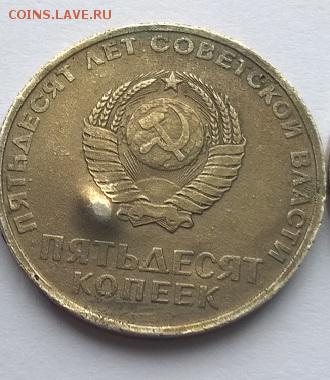 COINS.LAVE.RU
ПЯТЬДЕСЯТ ЛЕТ СОВЕТСКОЙ ВЛАСТИ
ПЯТЬДЕСЯТ
КОПЕЕК